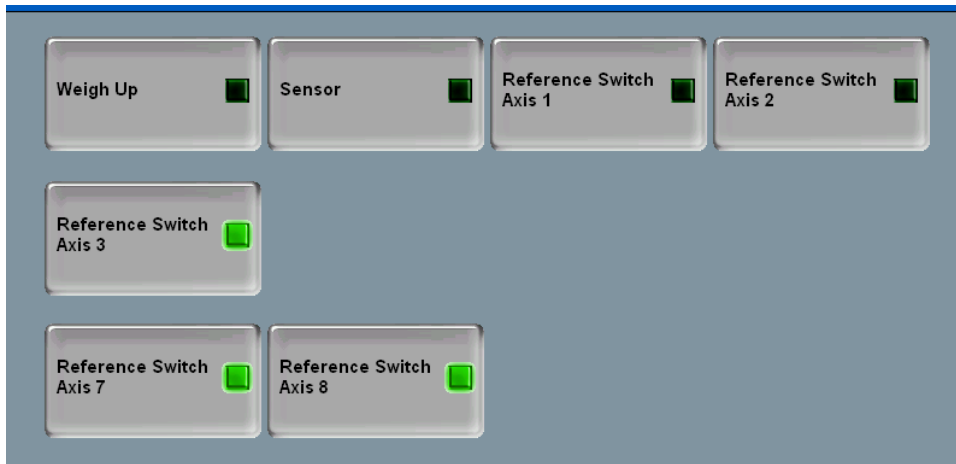 Weigh Up
Sensor
Reference Switch
Axis 1
Reference Switch
Axis 2
Reference Switch
Axis 3
Reference Switch
Axis 7
Reference Switch
Axis 8